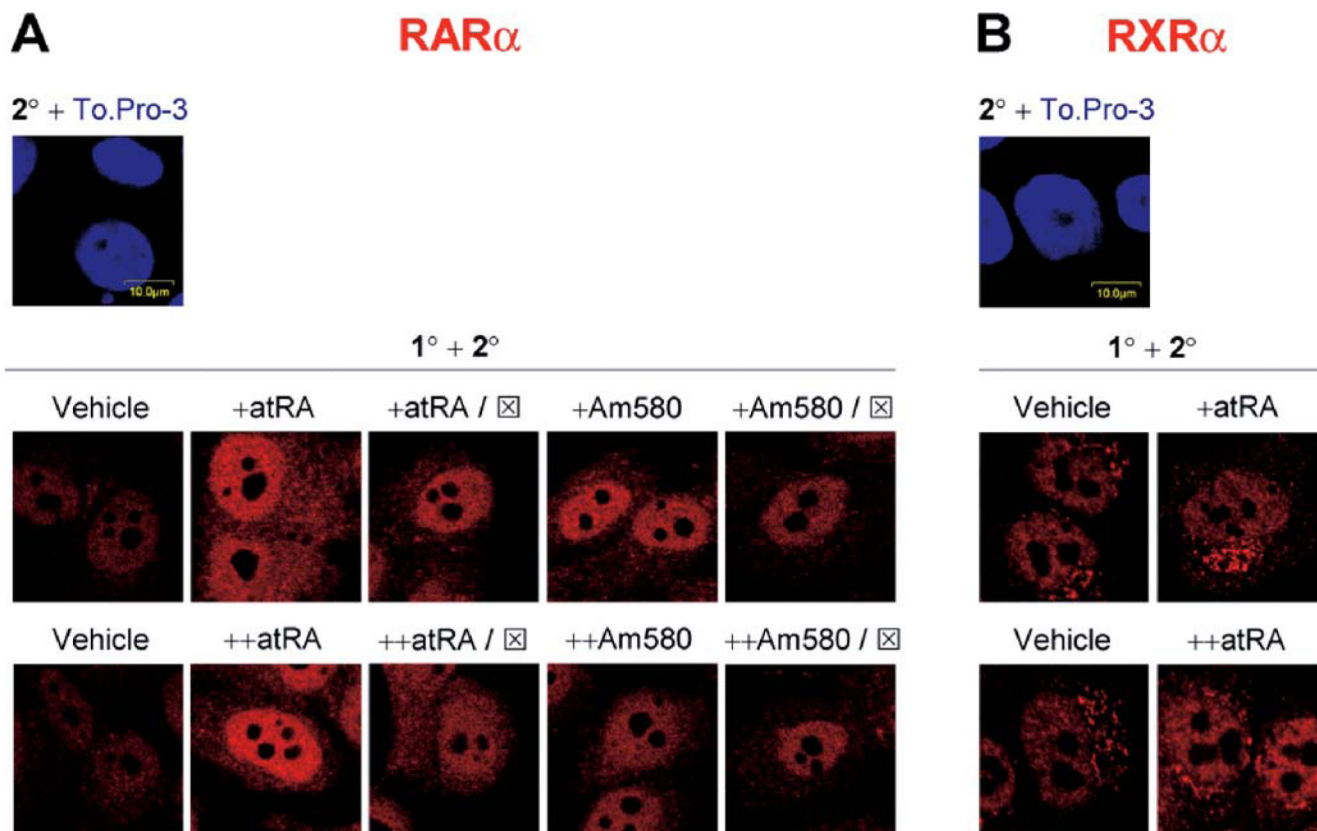 A RARα B RXRα
2° + To.Pro-3 2° + To.Pro-3
10.0µm 10.0µm
1° + 2° 1° + 2°
Vehicle +atRA +atRA / ☒ +Am580 +Am580 / ☒ Vehicle +atRA
Vehicle ++atRA ++atRA / ☒ ++Am580 ++Am580 / ☒ Vehicle ++atRA